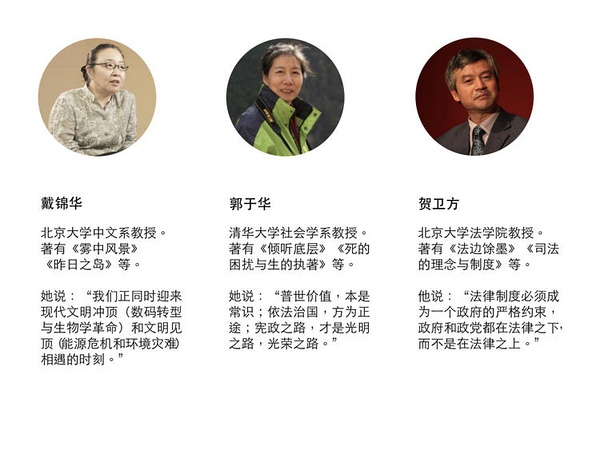 戴锦华
北京大学中文系教授。
著有《雾中风景》
《昨日之岛》等。
她说：“我们正同时迎来
现代文明冲顶（数码转型
与生物学革命）和文明见
顶（能源危机和环境灾难）
相遇的时刻。”
郭于华
清华大学社会学系教授。
著有《倾听底层》《死的
困扰与生的执著》等。
她说：“普世价值，本是
常识；依法治国，方为正
途；宪政之路，才是光明
之路，光荣之路。”
贺卫方
北京大学法学院教授。
著有《法边馀墨》《司法
的理念与制度》等。
他说：“法律制度必须成
为一个政府的严格约束，
政府和政党都在法律之下，
而不是在法律之上。”